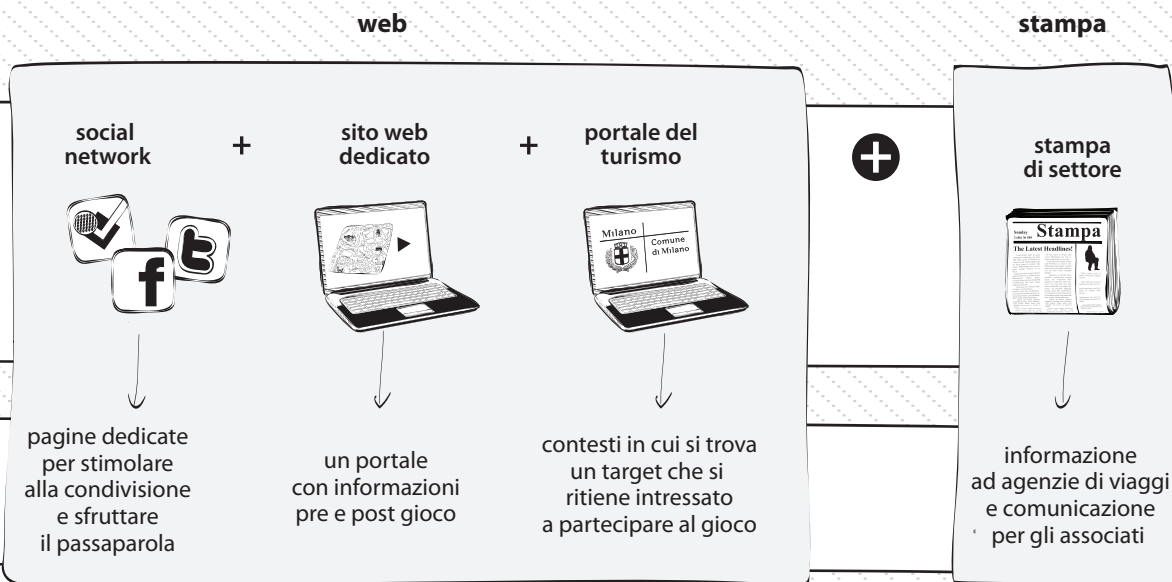 web
stampa
social
network
+
sito web
dedicato
+
portale del
turismo
+
stampa
di settore
f
t
Milano
Comune
di Milano
Sunday
Stampa
The Latest Headlines!
pagine dedicate
per stimolare
alla condivisione
e sfruttare
il passaparola
un portale
con informazioni
pre e post gioco
contesti in cui si trova
un target che si
ritiene intressato
a partecipare al gioco
informazione
ad agenzie di viaggi
e comunicazione
per gli associati